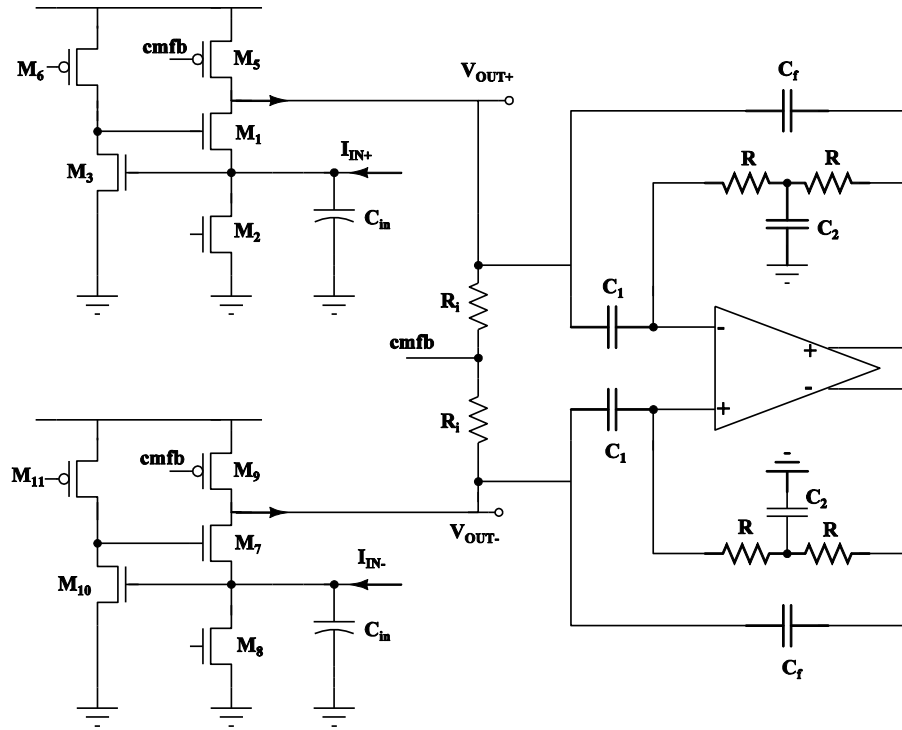 cmfb
M6
M5
VOUT+
Cf
M1
R
R
M3
IIN+
Cin
C2
M2
C1
Ri
cmfb
-
+
-
+
Ri
C1
cmfb
M11
M9
C2
VOUT-
R
R
M7
IIN-
M10
Cin
M8
Cf